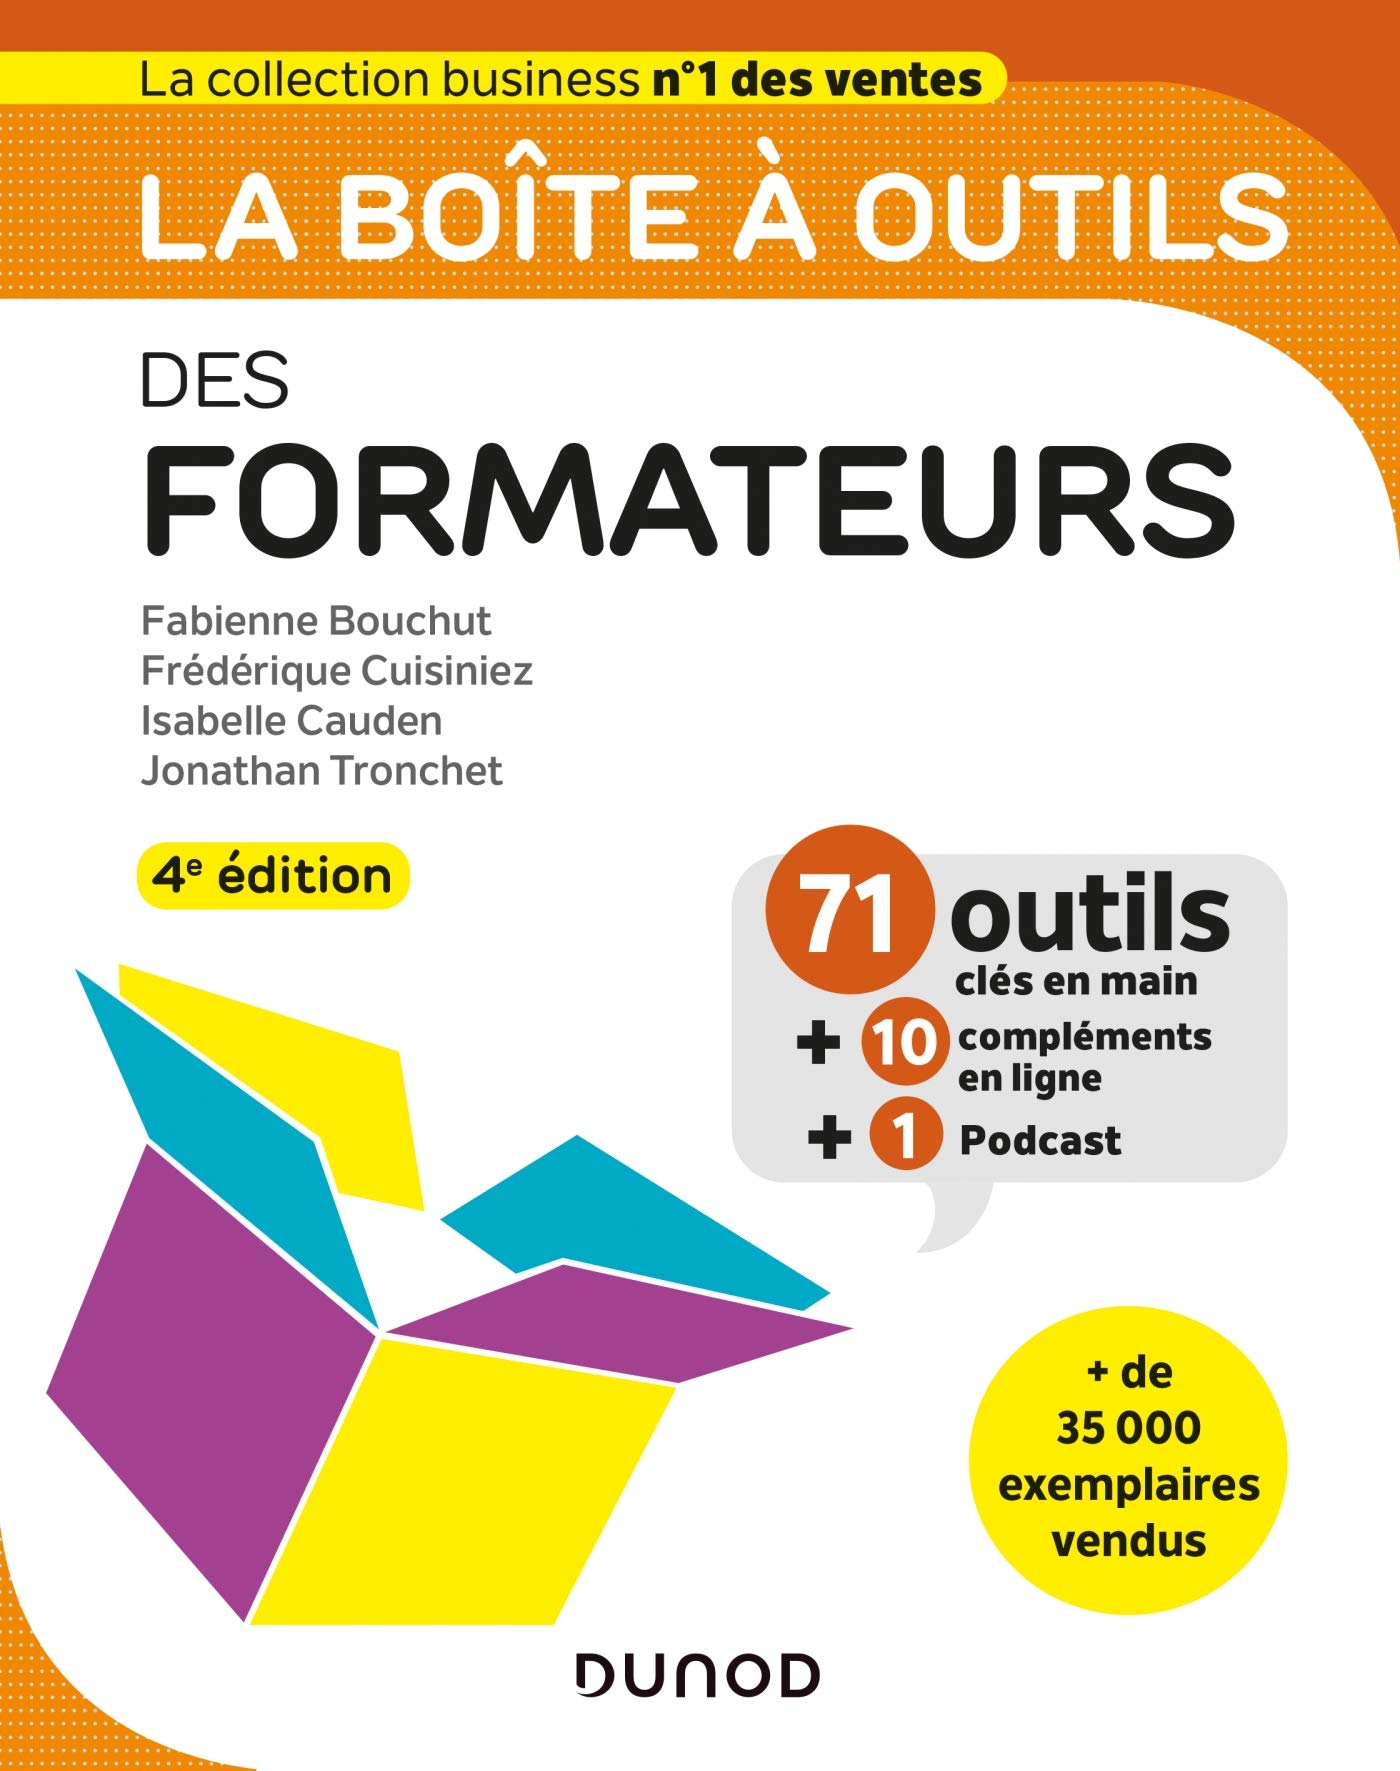 La collection business n°1 des ventes
LA BOÎTE À OUTILS
DES
FORMATEURS
Fabienne Bouchut
Frédérique Cuisiniez
Isabelle Cauden
Jonathan Tronchet
4e édition
71 outils
clés en main
+ 10 compléments
en ligne
+ 1 Podcast
+ de
35 000
exemplaires
vendus
DUNOD